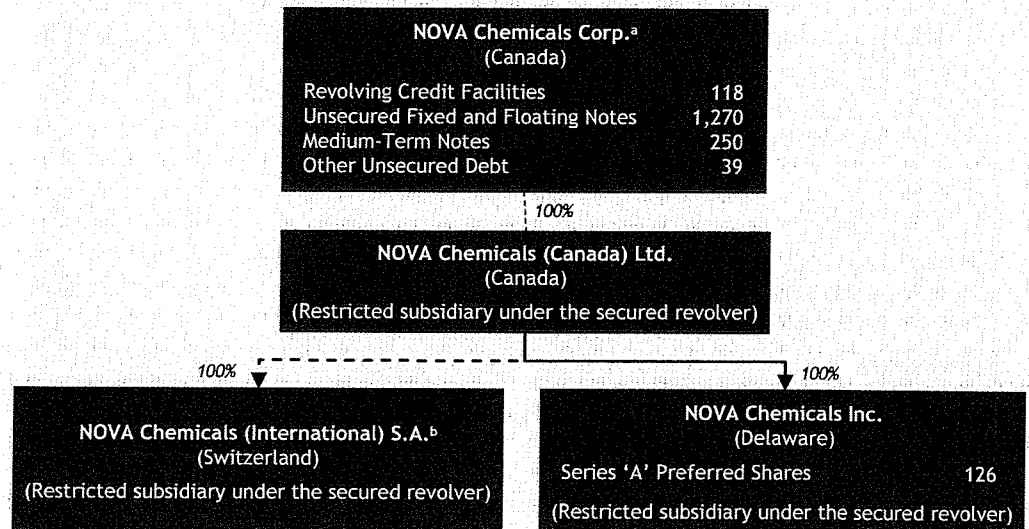 NOVA Chemicals Corp.ᵃ
(Canada)
Revolving Credit Facilities 118
Unsecured Fixed and Floating Notes 1,270
Medium-Term Notes 250
Other Unsecured Debt 39
100%
NOVA Chemicals (Canada) Ltd.
(Canada)
(Restricted subsidiary under the secured revolver)
100%
100%
NOVA Chemicals (International) S.A.ᵇ
(Switzerland)
(Restricted subsidiary under the secured revolver)
NOVA Chemicals Inc.
(Delaware)
Series ‘A’ Preferred Shares 126
(Restricted subsidiary under the secured revolver)